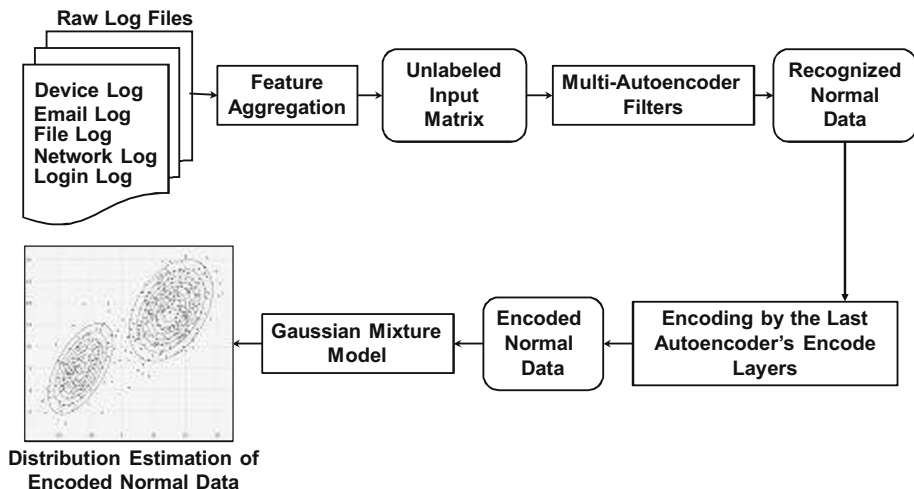 Raw Log Files
Device Log
Email Log
File Log
Network Log
Login Log
Feature
Aggregation
Unlabeled
Input
Matrix
Multi-Autoencoder
Filters
Recognized
Normal
Data
Encoding by the Last
Autoencoder's Encode
Layers
Encoded
Normal
Data
Gaussian Mixture
Model
Distribution Estimation of
Encoded Normal Data